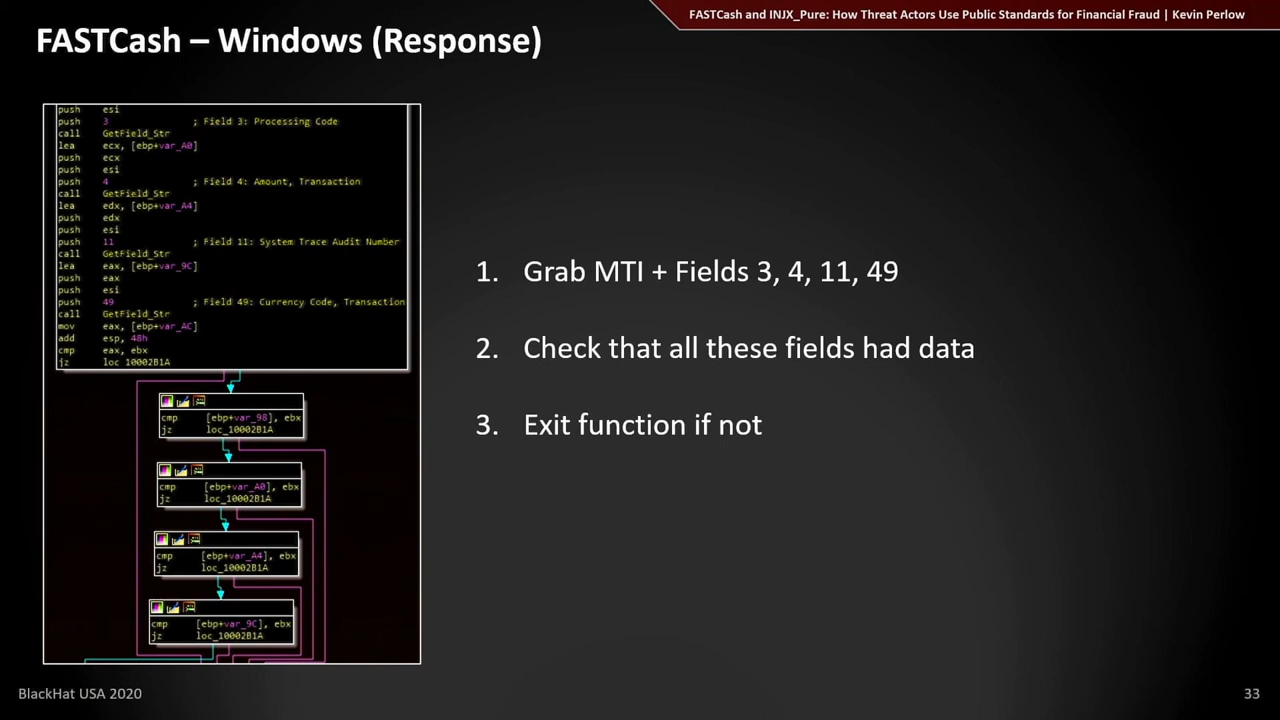 FASTCash and INJX_Pure: How Threat Actors Use Public Standards for Financial Fraud | Kevin Perlow
FASTCash – Windows (Response)
push esi
push 3 ; Field 3: Processing Code
call GetField_Str
lea ecx, [ebp+var_A0]
push ecx
push esi
push 4 ; Field 4: Amount, Transaction
call GetField_Str
lea edx, [ebp+var_A4]
push edx
push esi
push 11 ; Field 11: System Trace Audit Number
call GetField_Str
lea eax, [ebp+var_9C]
push eax
push esi
push 49 ; Field 49: Currency Code, Transaction
call GetField_Str
mov eax, [ebp+var_AC]
add esp, 48h
cmp eax, ebx
jz loc_10002B1A
cmp [ebp+var_98], ebx
jz loc_10002B1A
cmp [ebp+var_A0], ebx
jz loc_10002B1A
cmp [ebp+var_A4], ebx
jz loc_10002B1A
cmp [ebp+var_9C], ebx
jz loc_10002B1A
1. Grab MTI + Fields 3, 4, 11, 49
2. Check that all these fields had data
3. Exit function if not
BlackHat USA 2020
33